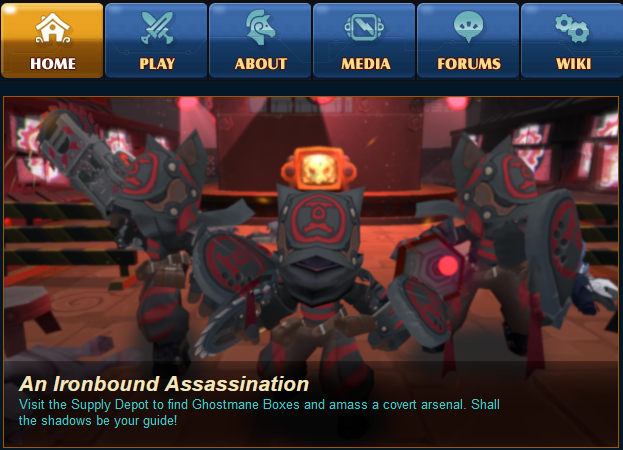 HOME
PLAY
ABOUT
MEDIA
FORUMS
WIKI
An Ironbound Assassination
Visit the Supply Depot to find Ghostmane Boxes and amass a covert arsenal. Shall
the shadows be your guide!